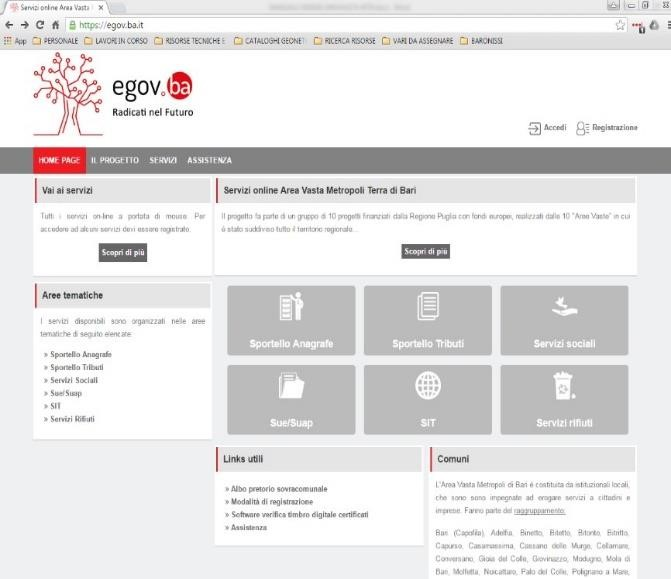 Servizi online Area Vasta
https://egov.ba.it
App PERSONALE LAVORI IN CORSO RISORSE TECNICHE E CATALOGHI GEONET RICERCA RISORSE VARI DA ASSEGNARE BARONISSI
egov.ba
Radicati nel Futuro
Accedi Registrazione
HOME PAGE IL PROGETTO SERVIZI ASSISTENZA
Vai ai servizi
Tutti i servizi on-line a portata di mouse. Per
accedere ad alcuni servizi devi essere registrato.
Scopri di più
Servizi online Area Vasta Metropoli Terra di Bari
Il progetto fa parte di un gruppo di 10 progetti finanziati dalla Regione Puglia con fondi europei, realizzati dalle 10 "Aree Vaste" in cui
è stato suddiviso tutto il territorio regionale...
Scopri di più
Aree tematiche
I servizi disponibili sono organizzati nelle aree
tematiche di seguito elencate:
» Sportello Anagrafe
» Sportello Tributi
» Servizi Sociali
» Sue/Suap
» SIT
» Servizi Rifiuti
Sportello Anagrafe
Sportello Tributi
Servizi sociali
Sue/Suap
SIT
Servizi rifiuti
Links utili
» Albo pretorio sovracomunale
» Modalità di registrazione
» Software verifica timbro digitale certificati
» Assistenza
Comuni
L'Area Vasta Metropoli di Bari è costituita da istituzionali locali,
che sono sono impegnate ad erogare servizi a cittadini e
imprese. Fanno parte del raggruppamento:
Bari (Capofila), Adelfia, Binetto, Bitetto, Bitonto, Bitritto,
Capurso, Casamassima, Cassano delle Murge, Cellamare,
Conversano, Gioia del Colle, Giovinazzo, Modugno, Mola di
Bari, Molfetta, Noicattaro, Palo del Colle, Polignano a Mare,